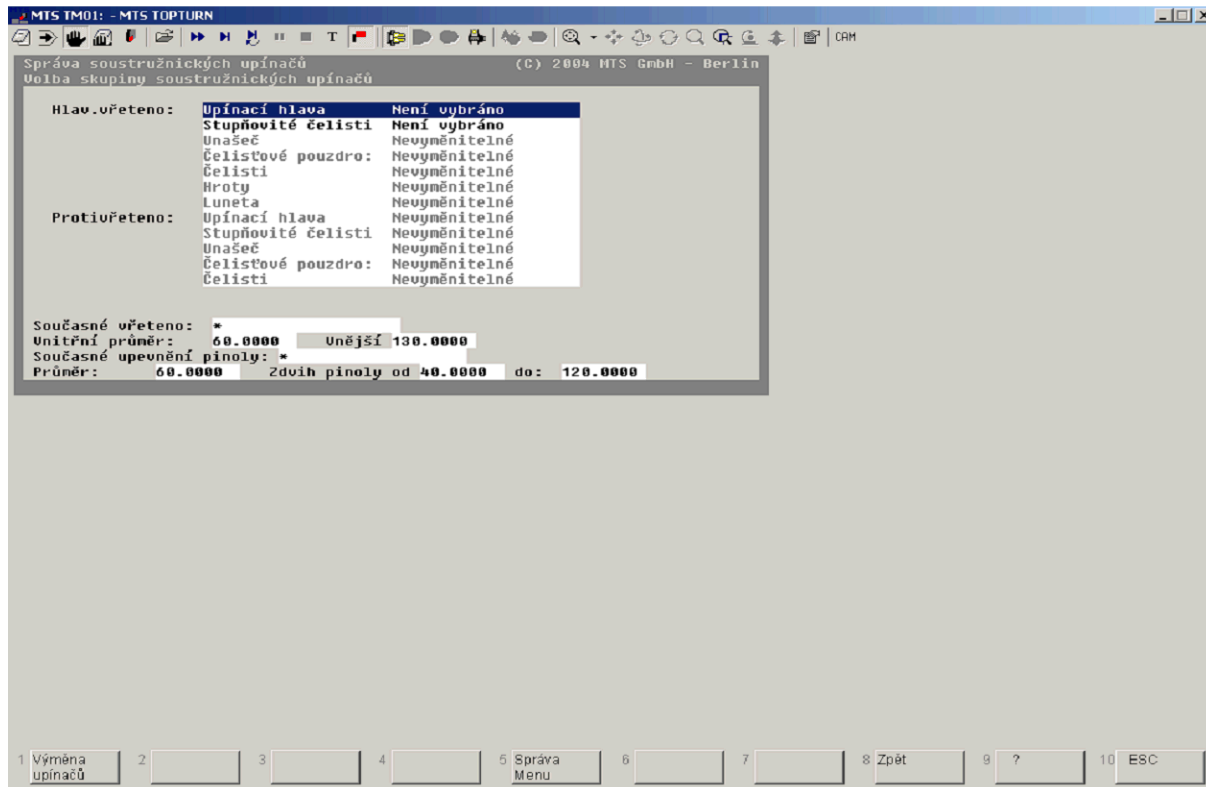 MTS TM01: - MTS TOPTURN
T CAM
Správa soustružnických upínačů (C) 2004 MTS GmbH - Berlin
Volba skupiny soustružnických upínačů
Hlav.vřeteno: Upínací hlava Není vybráno
Stupňovité čelisti Není vybráno
Unašeč Nevyměnitelné
Čelisťové pouzdro: Nevyměnitelné
Čelisti Nevyměnitelné
Hroty Nevyměnitelné
Luneta Nevyměnitelné
Protivřeteno: Upínací hlava Nevyměnitelné
Stupňovité čelisti Nevyměnitelné
Unašeč Nevyměnitelné
Čelisťové pouzdro: Nevyměnitelné
Čelisti Nevyměnitelné
Současné vřeteno: *
Vnitřní průměr: 60.0000 Vnější 130.0000
Současné upevnění pinoly: *
Průměr: 60.0000 Zdvih pinoly od 40.0000 do: 120.0000
1 Výměna upínačů 2 3 4 5 Správa Menu 6 7 8 Zpět 9 ? 10 ESC